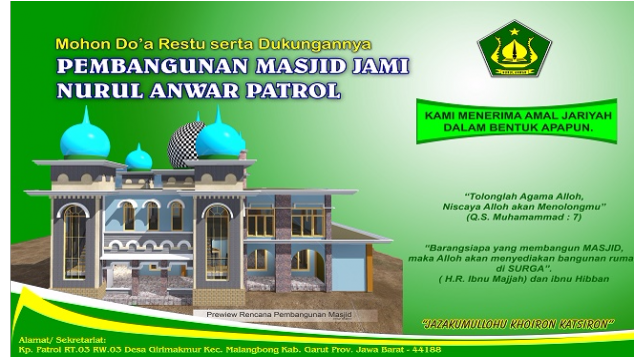 Mohon Do'a Restu serta Dukungannya
PEMBANGUNAN MASJID JAMI
NURUL ANWAR PATROL
KAMI MENERIMA AMAL JARIYAH
DALAM BENTUK APAPUN.
"Tolonglah Agama Alloh,
Niscaya Alloh akan Menolongmu"
(Q.S. Muhamammad : 7)
"Barangsiapa yang membangun MASJID,
maka Alloh akan menyediakan bangunan ruma
di SURGA".
( H.R. Ibnu Majjah) dan ibnu Hibban
Prewiew Rencana Pembangunan Masjid
"JAZAKUMULLOHU KHOIRON KATSIRON"
Alamat/ Sekretariat:
Kp. Patrol RT.03 RW.03 Desa Girimakmur Kec. Malangbong Kab. Garut Prov. Jawa Barat - 44188